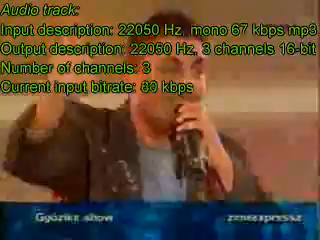 Audio track:
Input description: 22050 Hz, mono 67 kbps mp3
Output description: 22050 Hz, 3 channels 16-bit
Number of channels: 3
Current input bitrate: 89 kbps
Győzike show
zeneexpressz